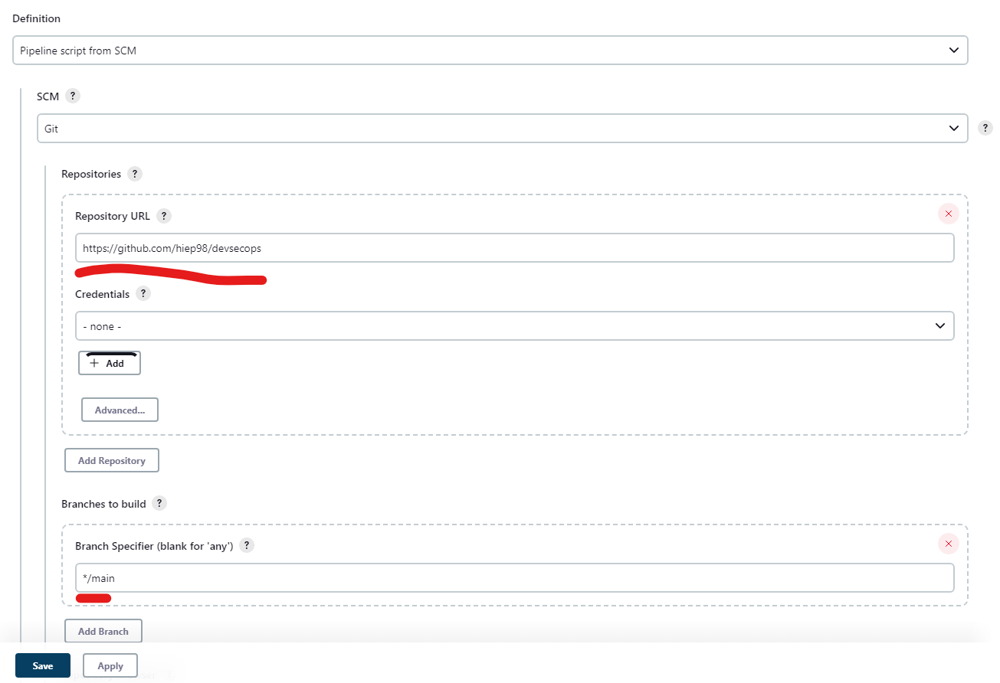 Definition
Pipeline script from SCM
SCM ?
Git
?
Repositories ?
Repository URL ?
https://github.com/hiep98/devsecops
Credentials ?
- none -
+ Add
Advanced...
Add Repository
Branches to build ?
Branch Specifier (blank for 'any') ?
*/main
Add Branch
Save
Apply